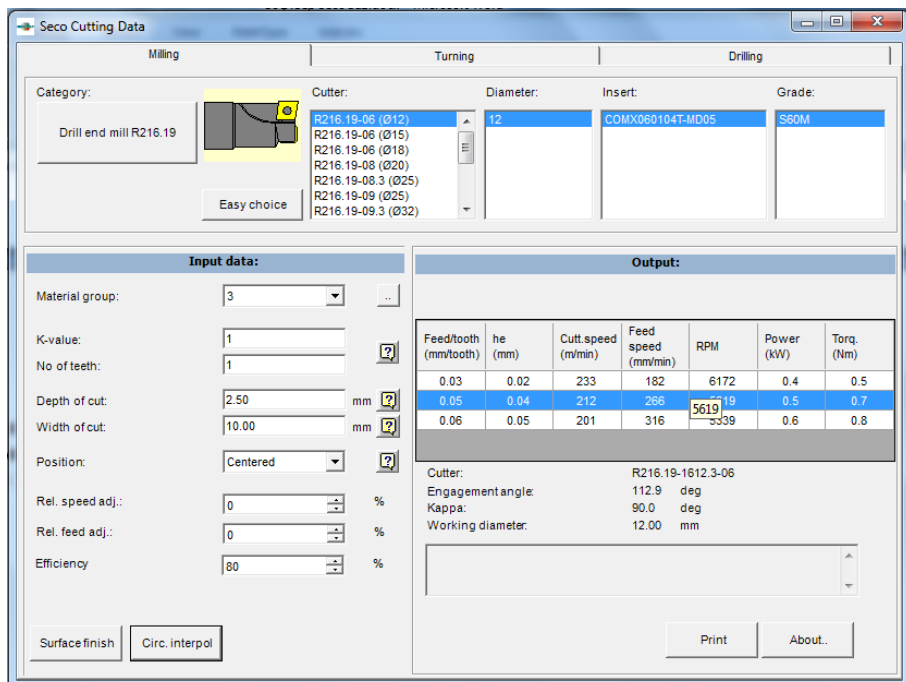 Seco Cutting Data
Milling Turning Drilling
Category: Cutter: Diameter: Insert: Grade:
Drill end mill R216.19
Easy choice
R216.19-06 (Ø12)
R216.19-06 (Ø15)
R216.19-06 (Ø18)
R216.19-08 (Ø20)
R216.19-08.3 (Ø25)
R216.19-09 (Ø25)
R216.19-09.3 (Ø32)
12
COMX060104T-MD05
S60M
Input data:
Material group: 3 ..
K-value: 1
No of teeth: 1
Depth of cut: 2.50 mm
Width of cut: 10.00 mm
Position: Centered
Rel. speed adj.: 0 %
Rel. feed adj.: 0 %
Efficiency 80 %
Surface finish Circ. interpol
Output:
Feed/tooth (mm/tooth) he (mm) Cutt.speed (m/min) Feed speed (mm/min) RPM Power (kW) Torq. (Nm)
0.03 0.02 233 182 6172 0.4 0.5
0.05 0.04 212 266 5619 0.5 0.7
5619
0.06 0.05 201 316 5339 0.6 0.8
Cutter: R216.19-1612.3-06
Engagement angle: 112.9 deg
Kappa: 90.0 deg
Working diameter: 12.00 mm
Print About..